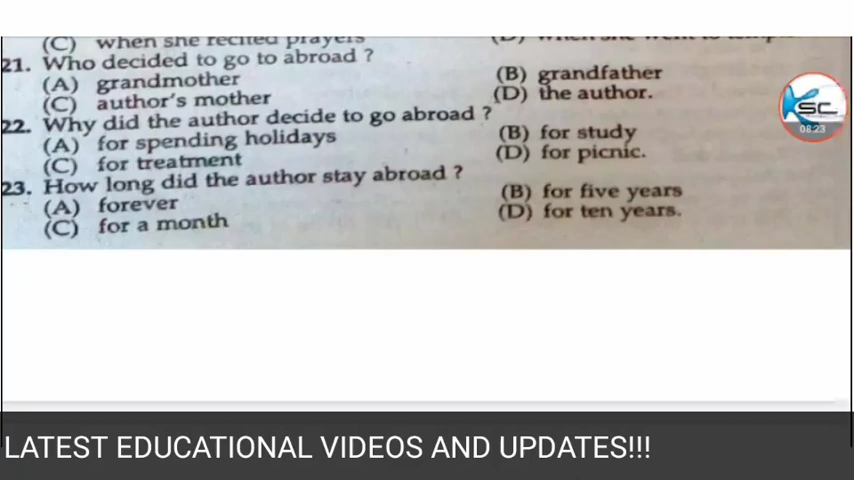 (C) when she recited prayers
21. Who decided to go to abroad ?
(A) grandmother (B) grandfather
(C) author's mother (D) the author.
22. Why did the author decide to go abroad ?
(A) for spending holidays (B) for study
(C) for treatment (D) for picnic.
23. How long did the author stay abroad ?
(A) forever (B) for five years
(C) for a month (D) for ten years.
KSC
08:23
LATEST EDUCATIONAL VIDEOS AND UPDATES!!!